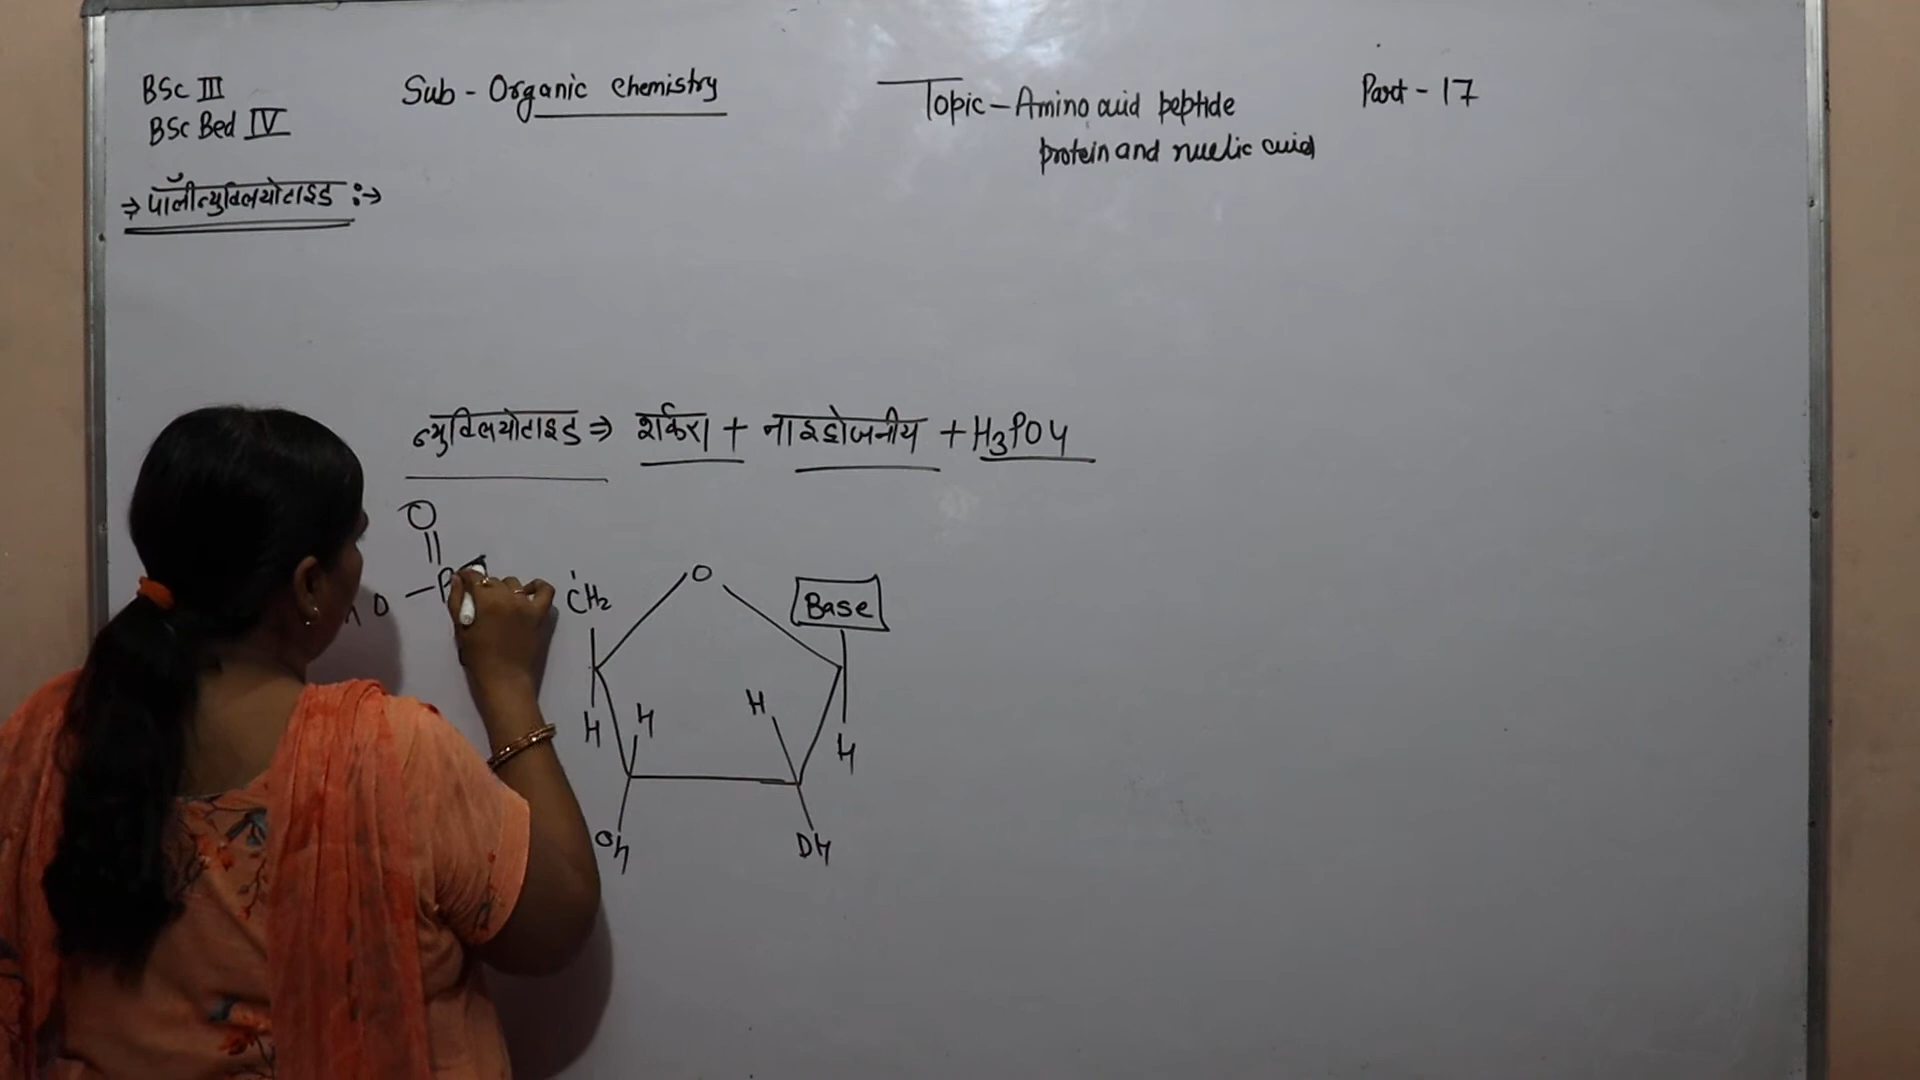 BSc III
BSc Bed IV
Sub - Organic chemistry
Topic - Amino acid peptide
protein and nuclic acid
Part - 17
⇒ पॉलीन्युक्लियोटाइड :→
न्युक्लियोटाइड ⇒ शर्करा + नाइट्रोजनीय + H3PO4
O
P
O
CH2
O
Base
H
H
H
H
OH
OH